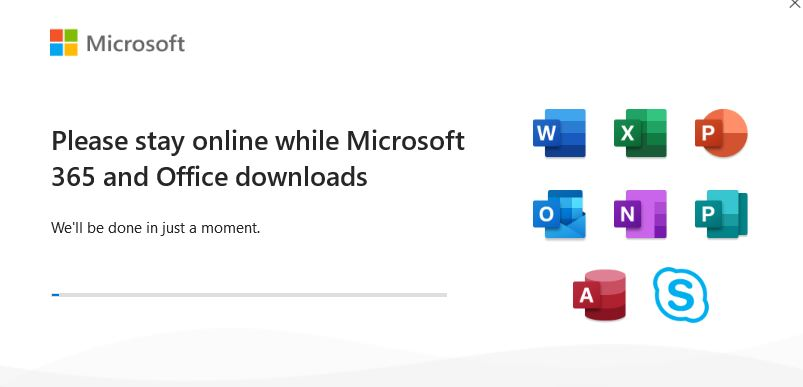 Microsoft
Please stay online while Microsoft
365 and Office downloads
We'll be done in just a moment.
W
X
P
O
N
P
A
S